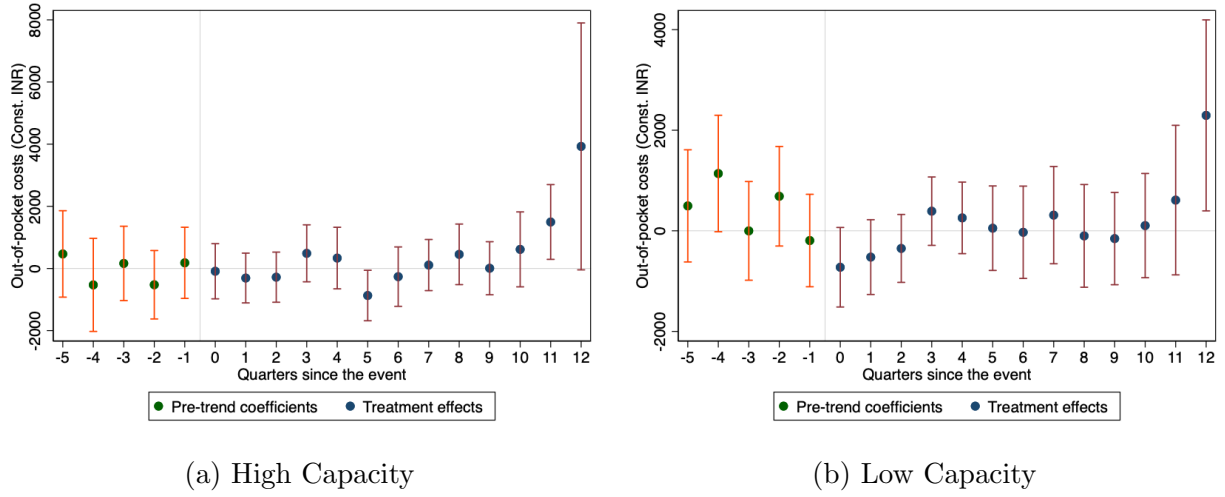 Out-of-pocket costs (Const. INR)
8000
6000
4000
2000
0
-2000
-5 -4 -3 -2 -1 0 1 2 3 4 5 6 7 8 9 10 11 12
Quarters since the event
Pre-trend coefficients Treatment effects
(a) High Capacity
Out-of-pocket costs (Const. INR)
4000
2000
0
-2000
-5 -4 -3 -2 -1 0 1 2 3 4 5 6 7 8 9 10 11 12
Quarters since the event
Pre-trend coefficients Treatment effects
(b) Low Capacity